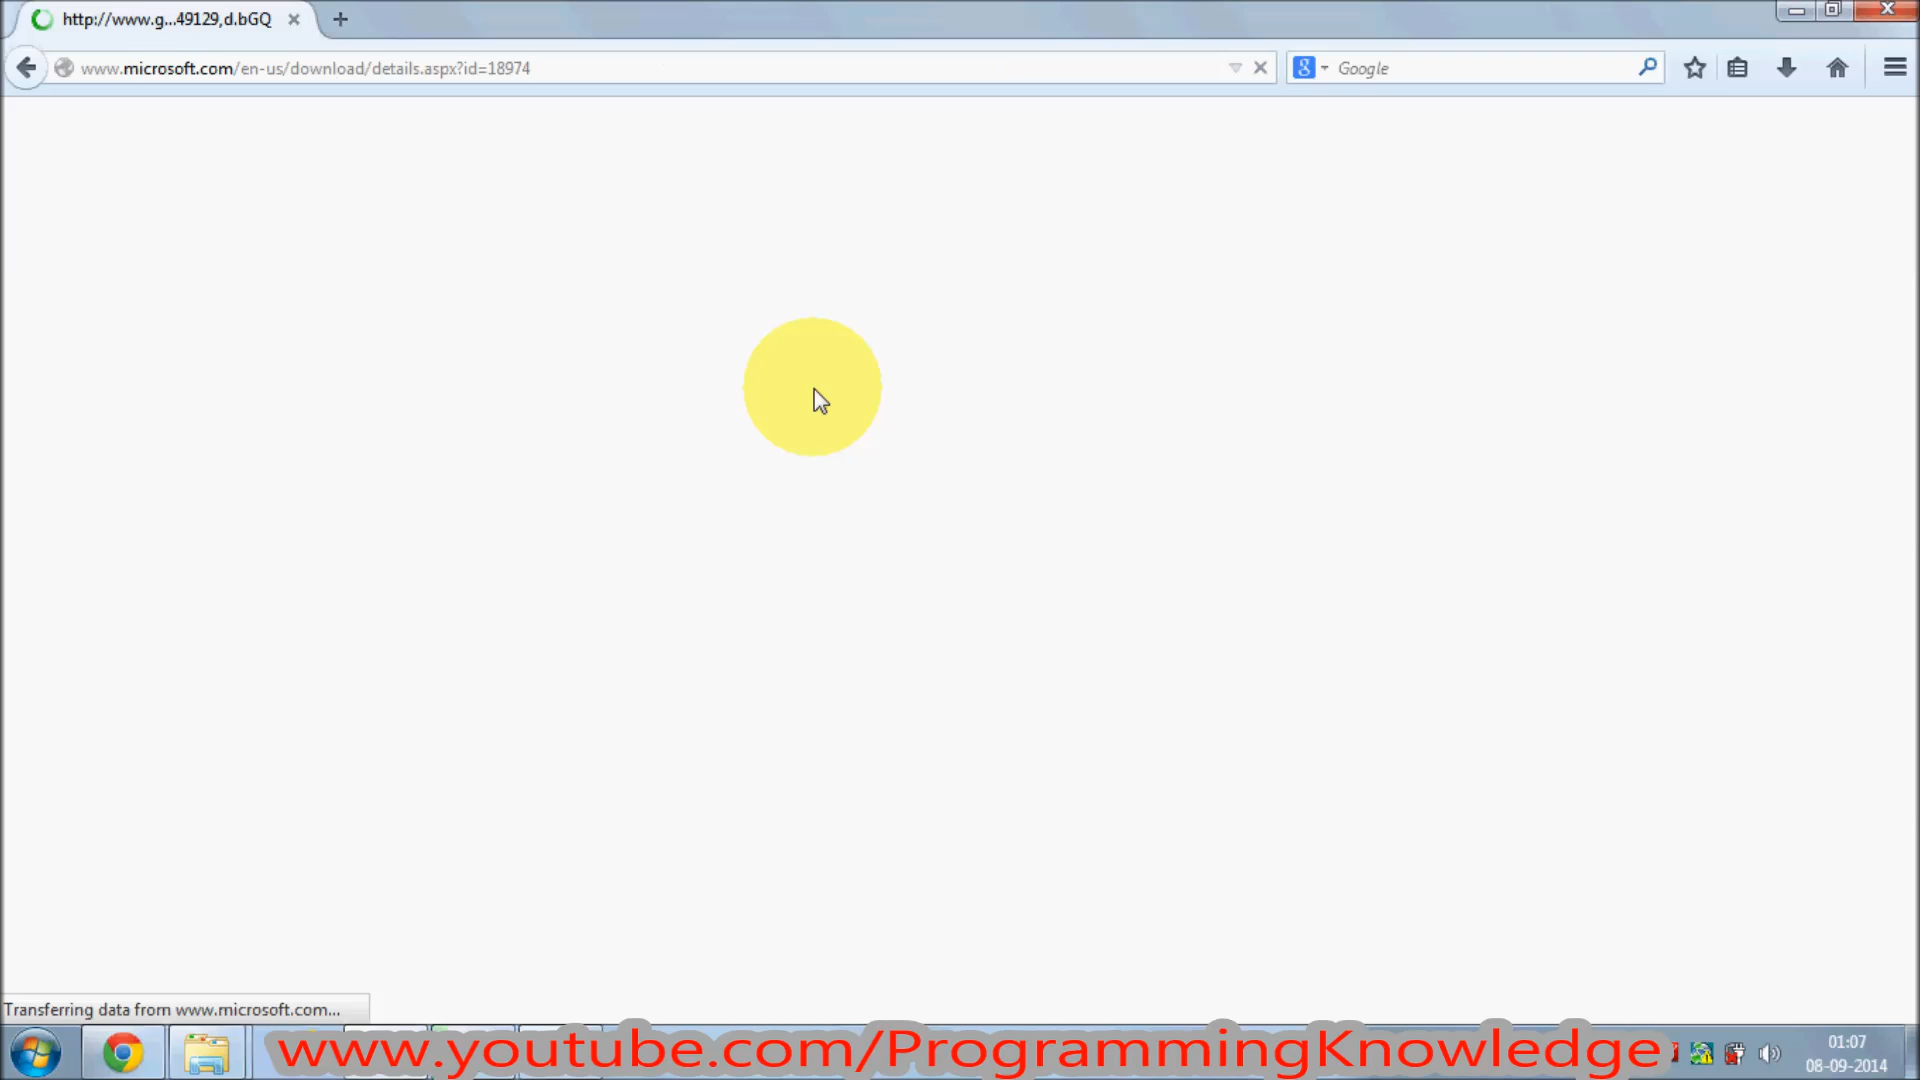 http://www.g...49129,d.bGQ
www.microsoft.com/en-us/download/details.aspx?id=18974
Google
Transferring data from www.microsoft.com...
www.youtube.com/ProgrammingKnowledge
01:07
08-09-2014